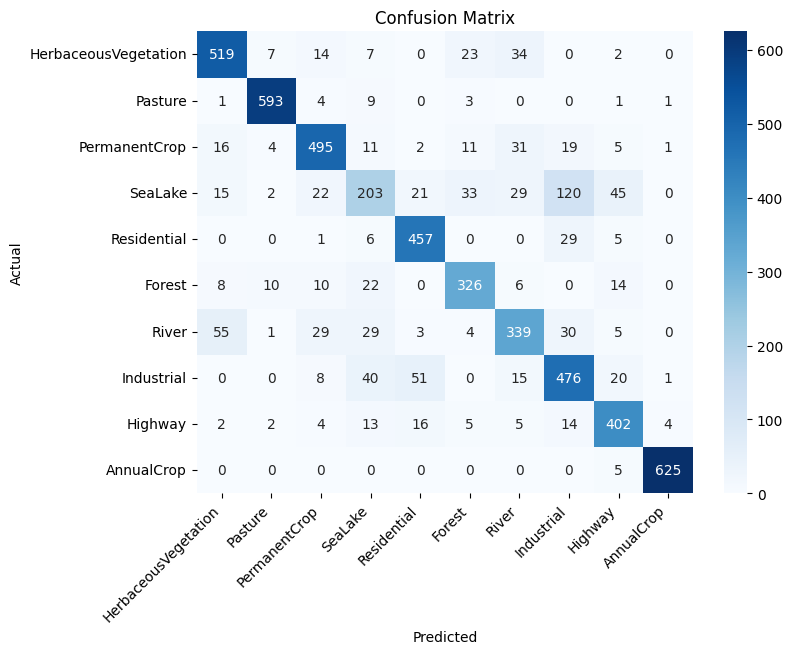 Confusion Matrix
Actual
HerbaceousVegetation 519 7 14 7 0 23 34 0 2 0
Pasture 1 593 4 9 0 3 0 0 1 1
PermanentCrop 16 4 495 11 2 11 31 19 5 1
SeaLake 15 2 22 203 21 33 29 120 45 0
Residential 0 0 1 6 457 0 0 29 5 0
Forest 8 10 10 22 0 326 6 0 14 0
River 55 1 29 29 3 4 339 30 5 0
Industrial 0 0 8 40 51 0 15 476 20 1
Highway 2 2 4 13 16 5 5 14 402 4
AnnualCrop 0 0 0 0 0 0 0 0 5 625
HerbaceousVegetation
Pasture
PermanentCrop
SeaLake
Residential
Forest
River
Industrial
Highway
AnnualCrop
Predicted
600
500
400
300
200
100
0